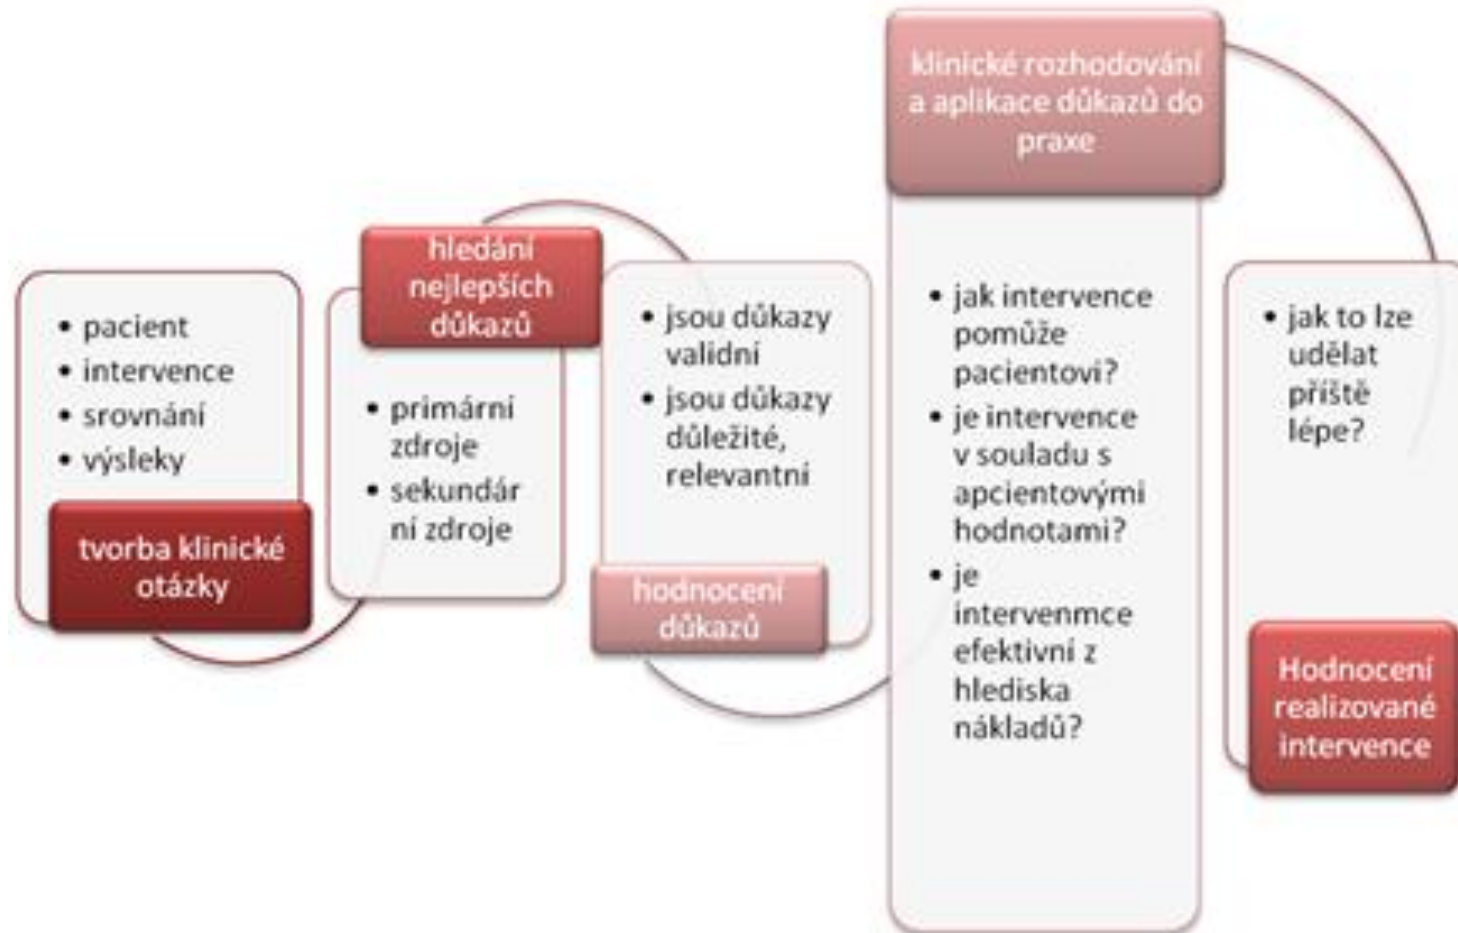 • pacient
• intervence
• srovnání
• výsleky
tvorba klinické
otázky
hledání
nejlepších
důkazů
• primární
zdroje
• sekundár
ní zdroje
• jsou důkazy
validní
• jsou důkazy
důležité,
relevantní
hodnocení
důkazů
klinické rozhodování
a aplikace důkazů do
praxe
• jak intervence
pomůže
pacientovi?
• je intervence
v souladu s
apcientovými
hodnotami?
• je
intervenmce
efektivní z
hlediska
nákladů?
• jak to lze
udělat
příště
lépe?
Hodnocení
realizované
intervence